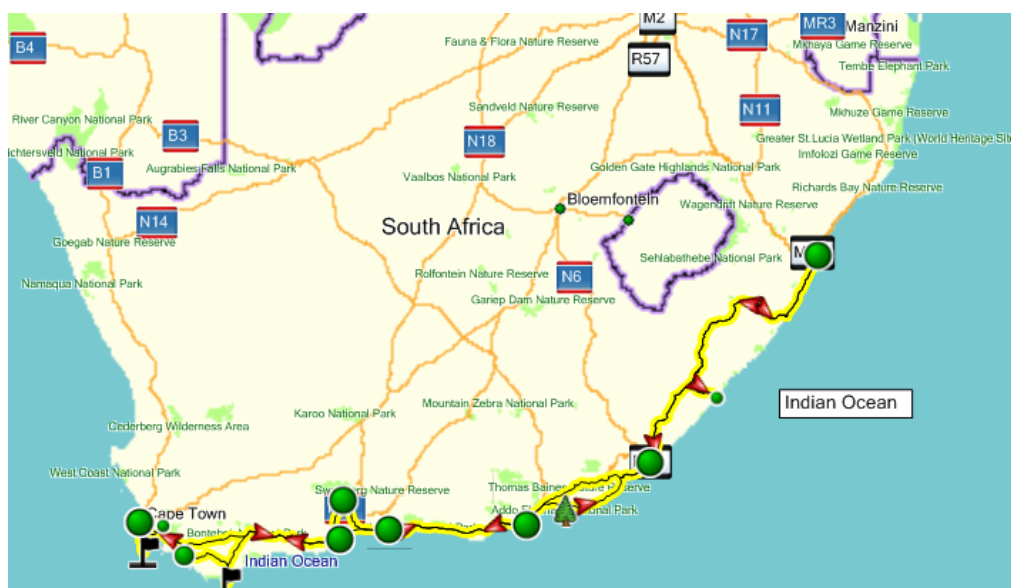 M2
N17
MR3
Manzini
B4
Fauna & Flora Nature Reserve
Mkhaya Game Reserve
R57
Tembe Elephant Park
Sandveld Nature Reserve
N11
Mkhuze Game Reserve
River Canyon National Park
B3
N18
Greater St.Lucia Wetland Park (World Heritage Site
ichtersveld National Park
Imfolozi Game Reserve
B1
Augrabies Falls National Park
Golden Gate Highlands National Park
Vaalbos National Park
Richards Bay Nature Reserve
Bloemfontein
Wagendrift Nature Reserve
N14
South Africa
Goegab Nature Reserve
Sehlabathebe National Park
M
Rolfontein Nature Reserve
N6
Namaqua National Park
Gariep Dam Nature Reserve
Indian Ocean
Mountain Zebra National Park
Karoo National Park
Cederberg Wilderness Area
West Coast National Park
Nature Reserve
Thomas Baines Nature Reserve
Cape Town
National Park
Indian Ocean